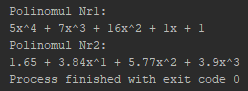 Polinomul Nr1:
5x^4 + 7x^3 + 16x^2 + 1x + 1
Polinomul Nr2:
1.65 + 3.84x^1 + 5.77x^2 + 3.9x^3
Process finished with exit code 0